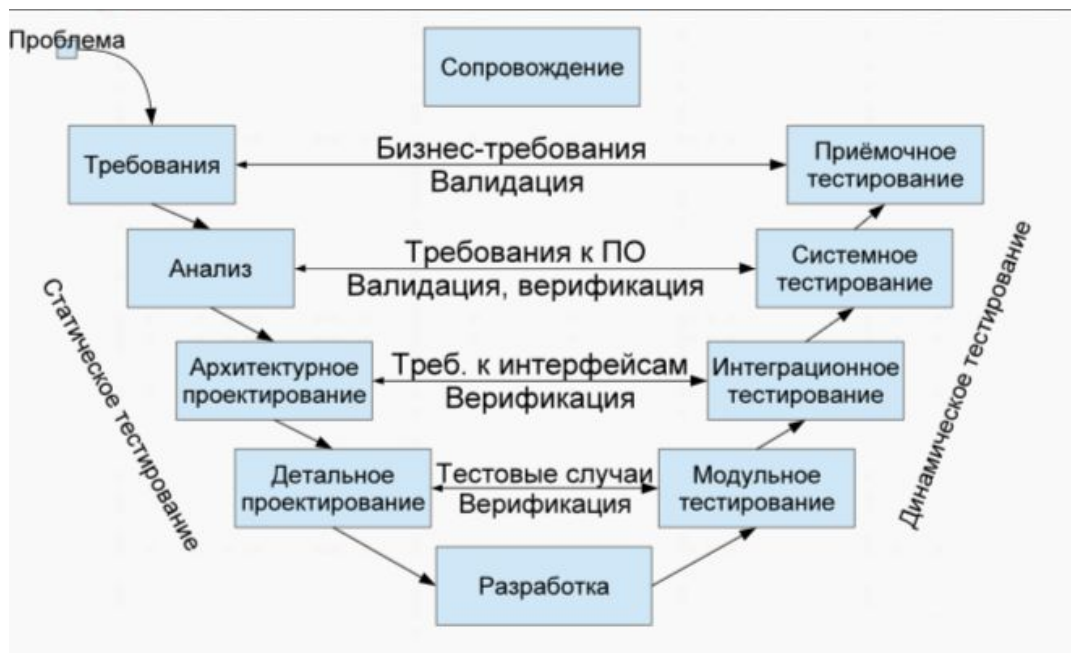 Проблема
Сопровождение
Требования
Бизнес-требования
Валидация
Приёмочное
тестирование
Анализ
Требования к ПО
Валидация, верификация
Системное
тестирование
Статическое тестирование
Динамическое тестирование
Архитектурное
проектирование
Треб. к интерфейсам
Верификация
Интеграционное
тестирование
Детальное
проектирование
Тестовые случаи
Верификация
Модульное
тестирование
Разработка